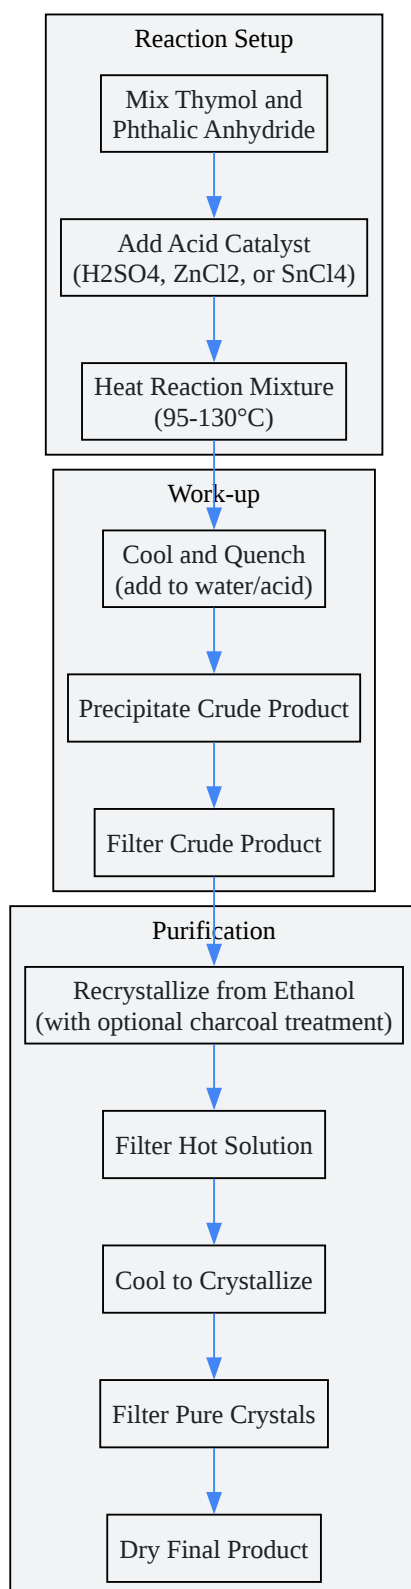 Reaction Setup
Mix Thymol and
Phthalic Anhydride
Add Acid Catalyst
(H2SO4, ZnCl2, or SnCl4)
Heat Reaction Mixture
(95-130°C)
Work-up
Cool and Quench
(add to water/acid)
Precipitate Crude Product
Filter Crude Product
Purification
Recrystallize from Ethanol
(with optional charcoal treatment)
Filter Hot Solution
Cool to Crystallize
Filter Pure Crystals
Dry Final Product